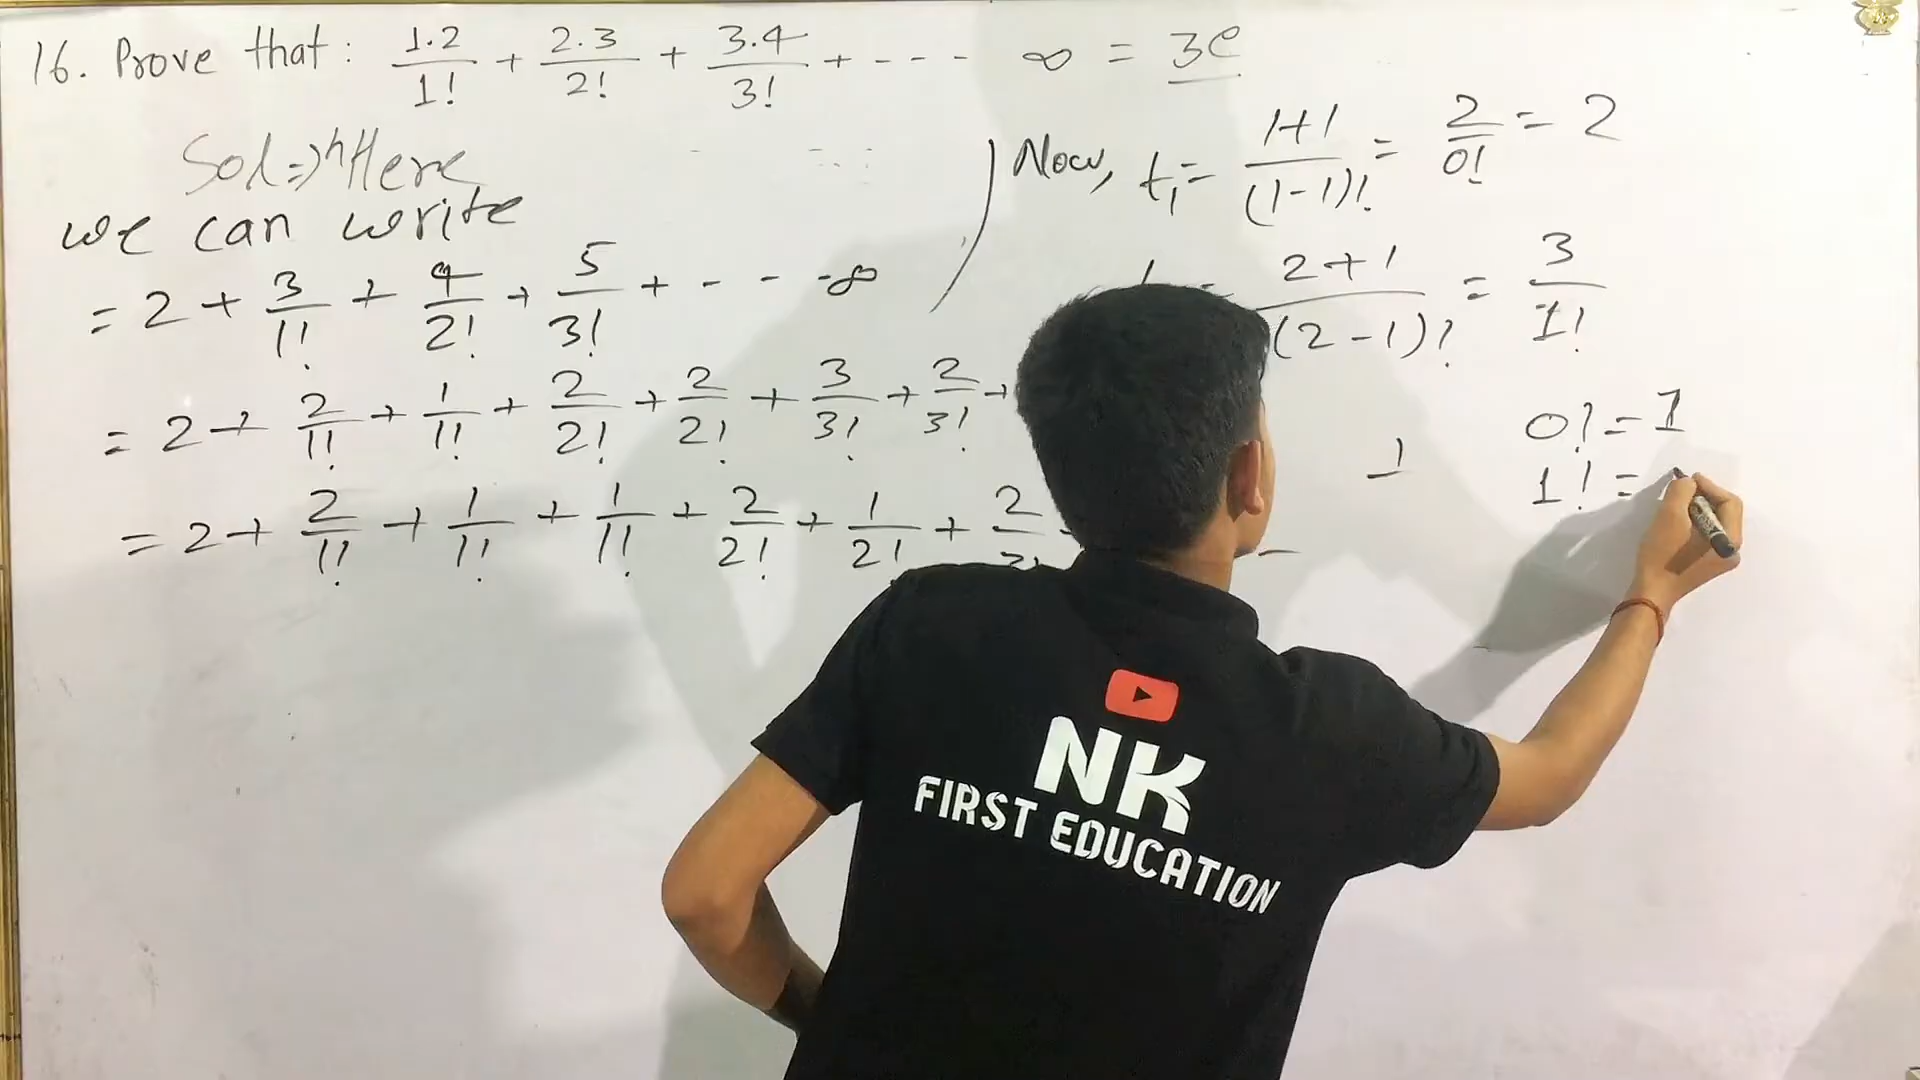 16. Prove that : 1.2/1! + 2.3/2! + 3.4/3! + - - - ∞ = 3e
Soln => Here
we can write
= 2 + 3/1! + 4/2! + 5/3! + - - - ∞
= 2 + 2/1! + 1/1! + 2/2! + 2/2! + 3/3! + 2/3! +
= 2 + 2/1! + 1/1! + 1/1! + 2/2! + 1/2! + 2/3!
Now, t1 = 1+1/(1-1)! = 2/0! = 2
= 2+1/(2-1)! = 3/1!
0! = 1
1! =
NK
FIRST EDUCATION